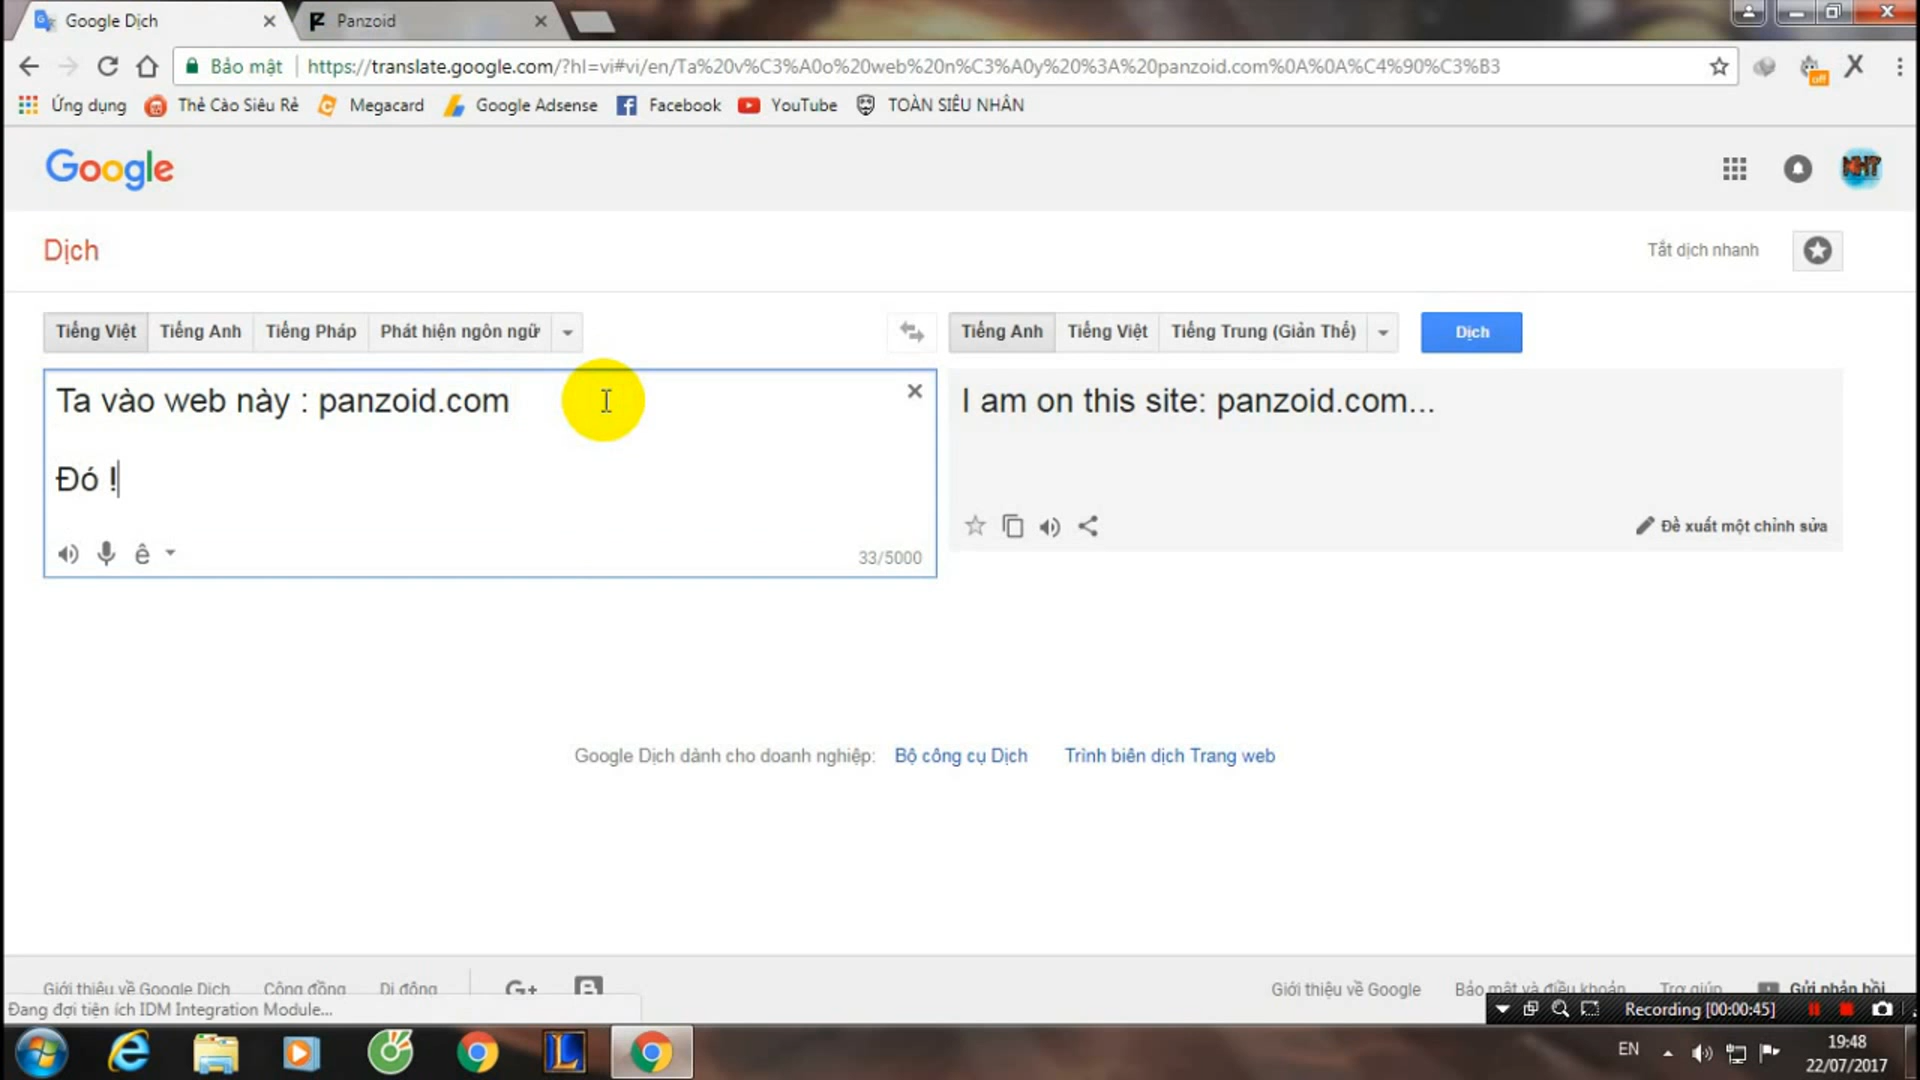 Google Dịch
Panzoid
Bảo mật
https://translate.google.com/?hl=vi#vi/en/Ta%20v%C3%A0o%20web%20n%C3%A0y%20%3A%20panzoid.com%0A%0A%C4%90%C3%B3
off
Ứng dụng
Thẻ Cào Siêu Rẻ
Megacard
Google Adsense
Facebook
YouTube
TOÀN SIÊU NHÂN
Google
NHT
Dịch
Tắt dịch nhanh
Tiếng Việt
Tiếng Anh
Tiếng Pháp
Phát hiện ngôn ngữ
Tiếng Anh
Tiếng Việt
Tiếng Trung (Giản Thể)
Dịch
Ta vào web này : panzoid.com
Đó !
ê
33/5000
I am on this site: panzoid.com...
Đề xuất một chỉnh sửa
Google Dịch dành cho doanh nghiệp:
Bộ công cụ Dịch
Trình biên dịch Trang web
Giới thiệu về Google Dịch
Cộng đồng
Di động
G+
Giới thiệu về Google
Bảo mật và điều khoản
Trợ giúp
Gửi phản hồi
Đang đợi tiện ích IDM Integration Module...
Recording [00:00:45]
EN
19:48
22/07/2017